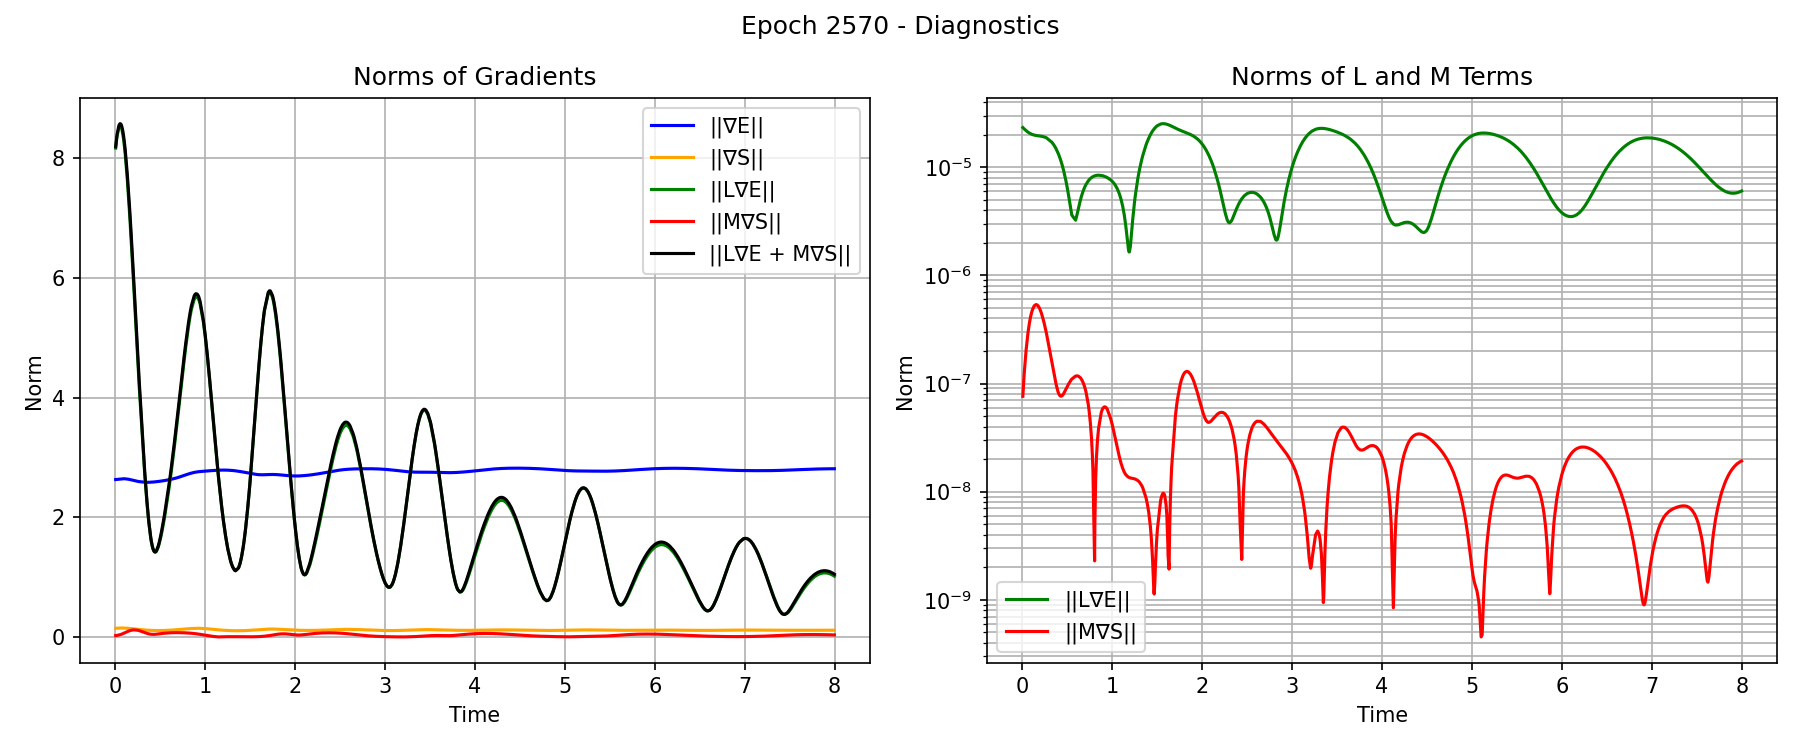 Epoch 2570 - Diagnostics
Norms of Gradients
||∇E||
||∇S||
||L∇E||
||M∇S||
||L∇E + M∇S||
8
6
4
2
0
Norm
0 1 2 3 4 5 6 7 8
Time
Norms of L and M Terms
10⁻⁵
10⁻⁶
10⁻⁷
10⁻⁸
10⁻⁹
Norm
||L∇E||
||M∇S||
0 1 2 3 4 5 6 7 8
Time